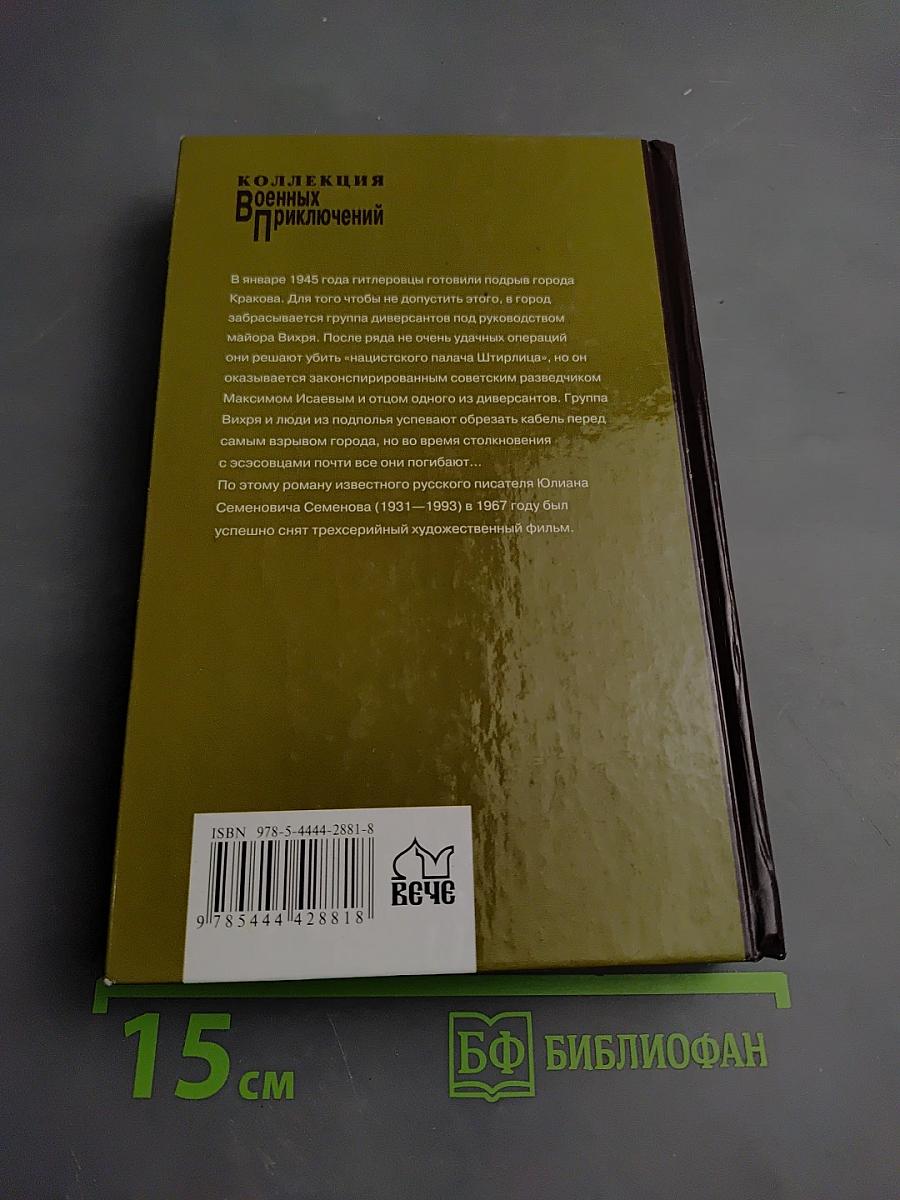 КОЛЛЕКЦИЯ
Военных
Приключений
В январе 1945 года гитлеровцы готовили подрыв города
Кракова. Для того чтобы не допустить этого, в город
забрасывается группа диверсантов под руководством
майора Вихря. После ряда не очень удачных операций
они решают убить «нацистского палача Штирлица», но он
оказывается законспирированным советским разведчиком
Максимом Исаевым и отцом одного из диверсантов. Группа
Вихря и люди из подполья успевают обрезать кабель перед
самым взрывом города, но во время столкновения
с эсэсовцами почти все они погибают...
По этому роману известного русского писателя Юлиана
Семеновича Семенова (1931—1993) в 1967 году был
успешно снят трехсерийный художественный фильм.
ISBN 978-5-4444-2881-8
9 785444 428818
ВЕЧЕ
15 см
БФ БИБЛИОФАН